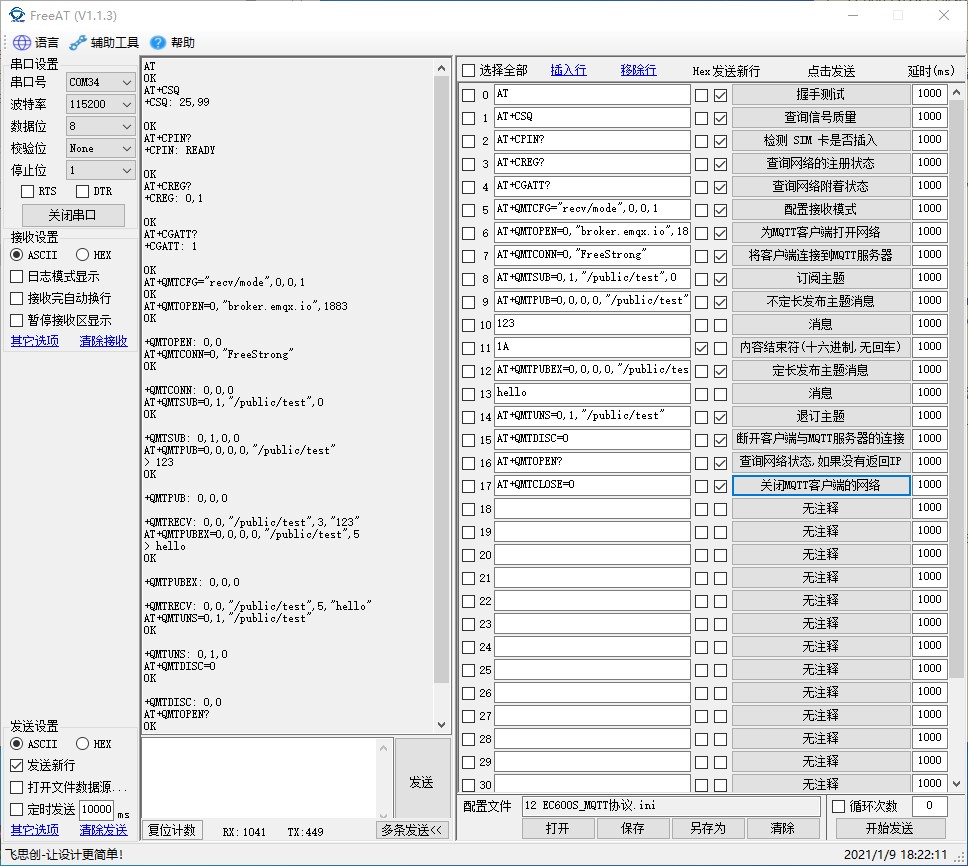 FreeAT (V1.1.3)
语言 辅助工具 帮助
串口设置
串口号 COM34
波特率 115200
数据位 8
校验位 None
停止位 1
RTS DTR
关闭串口
接收设置
ASCII HEX
日志模式显示
接收完自动换行
暂停接收区显示
其它选项 清除接收
发送设置
ASCII HEX
发送新行
打开文件数据源...
定时发送 10000 ms
其它选项 清除发送
AT
OK
AT+CSQ
+CSQ: 25,99
OK
AT+CPIN?
+CPIN: READY
OK
AT+CREG?
+CREG: 0,1
OK
AT+CGATT?
+CGATT: 1
OK
AT+QMTCFG="recv/mode",0,0,1
OK
AT+QMTOPEN=0,"broker.emqx.io",1883
OK
+QMTOPEN: 0,0
AT+QMTCONN=0,"FreeStrong"
OK
+QMTCONN: 0,0,0
AT+QMTSUB=0,1,"/public/test",0
OK
+QMTSUB: 0,1,0,0
AT+QMTPUB=0,0,0,0,"/public/test"
> 123
OK
+QMTPUB: 0,0,0
+QMTRECV: 0,0,"/public/test",3,"123"
AT+QMTPUBEX=0,0,0,0,"/public/test",5
> hello
OK
+QMTPUBEX: 0,0,0
+QMTRECV: 0,0,"/public/test",5,"hello"
AT+QMTUNS=0,1,"/public/test"
OK
+QMTUNS: 0,1,0
AT+QMTDISC=0
OK
+QMTDISC: 0,0
AT+QMTOPEN?
OK
发送
复位计数 RX:1041 TX:449 多条发送<<
选择全部 插入行 移除行 Hex发送新行 点击发送 延时(ms)
0 AT 握手测试 1000
1 AT+CSQ 查询信号质量 1000
2 AT+CPIN? 检测 SIM 卡是否插入 1000
3 AT+CREG? 查询网络的注册状态 1000
4 AT+CGATT? 查询网络附着状态 1000
5 AT+QMTCFG="recv/mode",0,0,1 配置接收模式 1000
6 AT+QMTOPEN=0,"broker.emqx.io",18 为MQTT客户端打开网络 1000
7 AT+QMTCONN=0,"FreeStrong" 将客户端连接到MQTT服务器 1000
8 AT+QMTSUB=0,1,"/public/test",0 订阅主题 1000
9 AT+QMTPUB=0,0,0,0,"/public/test" 不定长发布主题消息 1000
10 123 消息 1000
11 1A 内容结束符(十六进制,无回车) 1000
12 AT+QMTPUBEX=0,0,0,0,"/public/tes 定长发布主题消息 1000
13 hello 消息 1000
14 AT+QMTUNS=0,1,"/public/test" 退订主题 1000
15 AT+QMTDISC=0 断开客户端与MQTT服务器的连接 1000
16 AT+QMTOPEN? 查询网络状态,如果没有返回IP 1000
17 AT+QMTCLOSE=0 关闭MQTT客户端的网络 1000
18 无注释 1000
19 无注释 1000
20 无注释 1000
21 无注释 1000
22 无注释 1000
23 无注释 1000
24 无注释 1000
25 无注释 1000
26 无注释 1000
27 无注释 1000
28 无注释 1000
29 无注释 1000
30 无注释 1000
配置文件 12 EC600S_MQTT协议.ini 循环次数 0
打开 保存 另存为 清除 开始发送
飞思创-让设计更简单! 2021/1/9 18:22:11